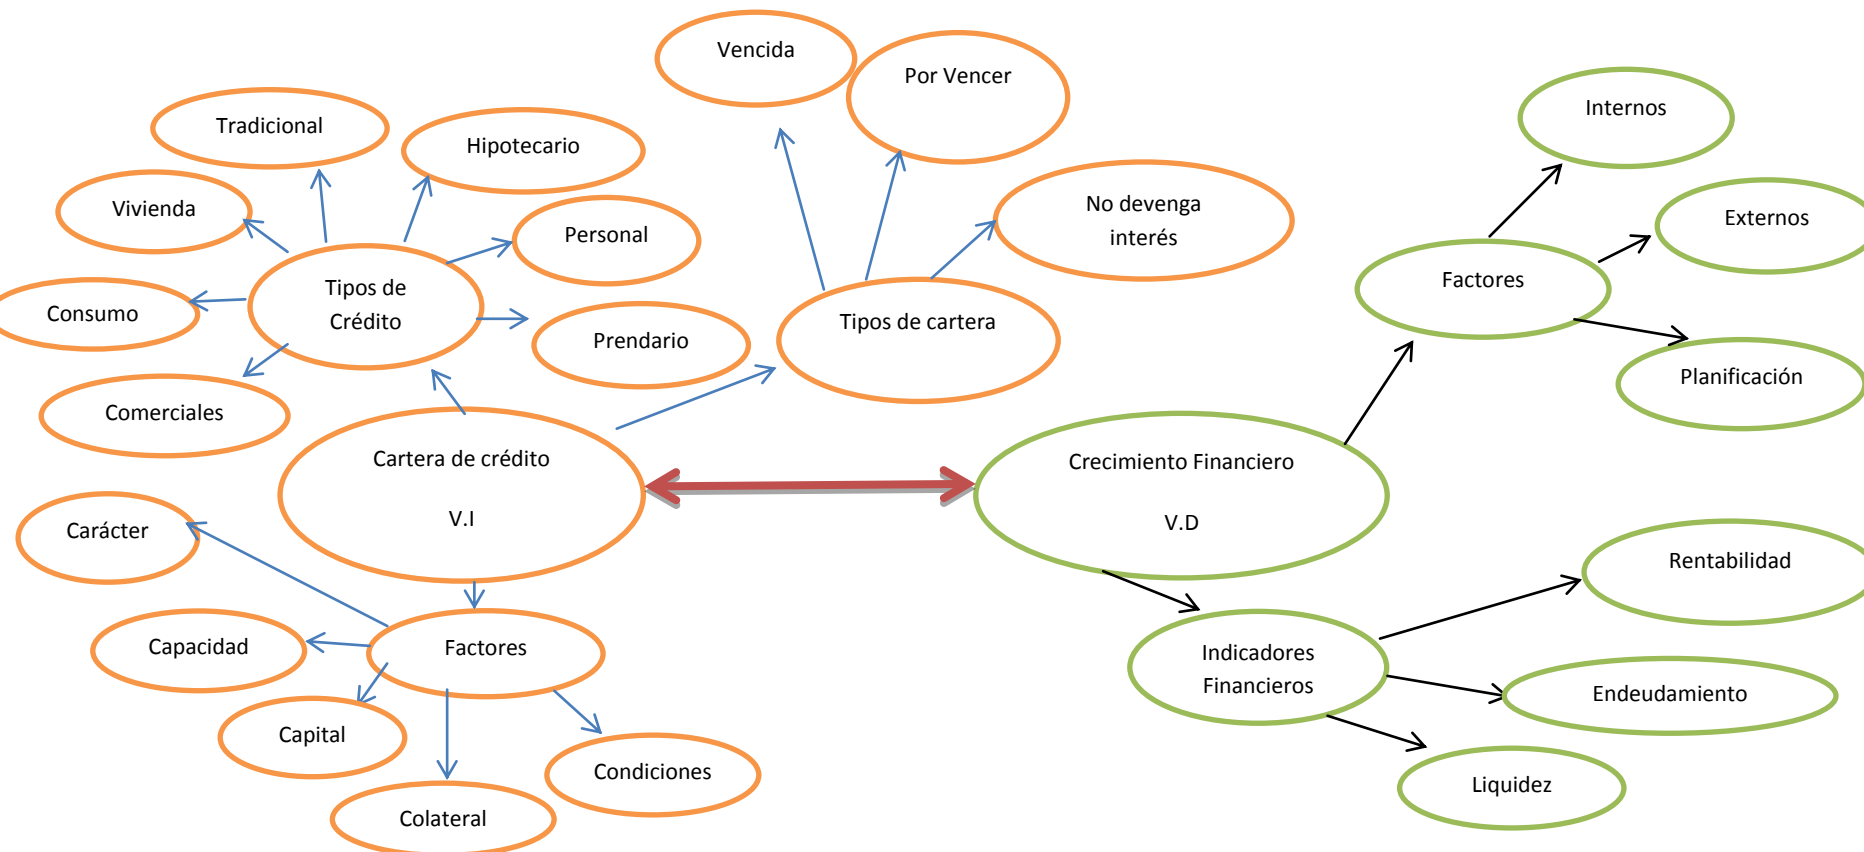 Vencida
Por Vencer
Internos
Tradicional
Hipotecario
Vivienda
Personal
No devenga
interés
Externos
Tipos de
Crédito
Consumo
Prendario
Tipos de cartera
Factores
Planificación
Comerciales
Cartera de crédito
V.I
Crecimiento Financiero
V.D
Carácter
Capacidad
Factores
Capital
Colateral
Condiciones
Indicadores
Financieros
Rentabilidad
Endeudamiento
Liquidez